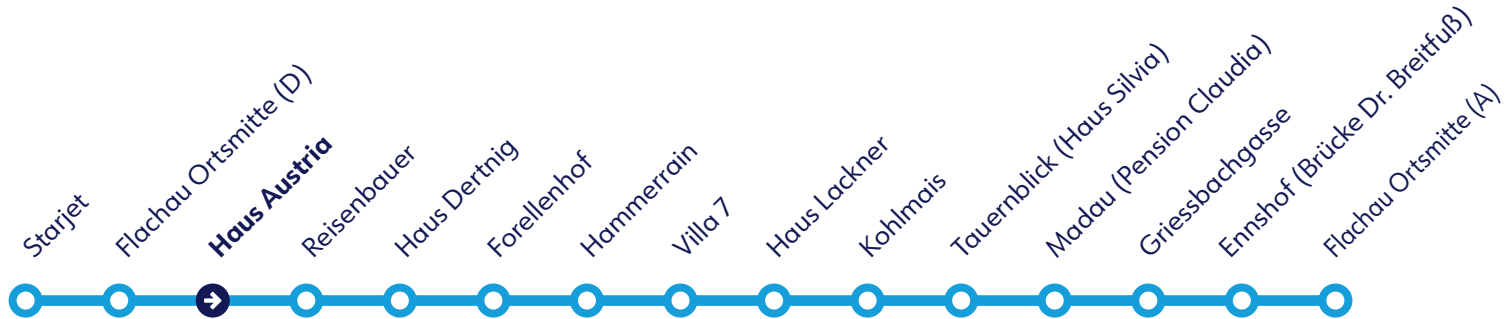 Starjet
Flachau Ortsmitte (D)
Haus Austria
Reisenbauer
Haus Dertnig
Forellenhof
Hammerrain
Villa 7
Haus Lackner
Kohlmais
Tauernblick (Haus Silvia)
Madau (Pension Claudia)
Griessbachgasse
Ennshof (Brücke Dr. Breitfuß)
Flachau Ortsmitte (A)